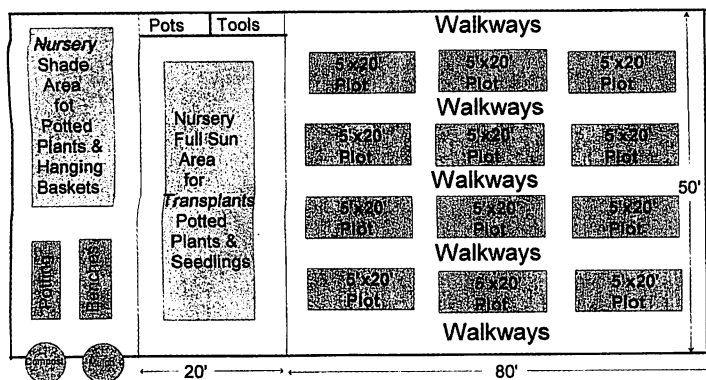 Nursery
Shade
Area
fot
Potted
Plants &
Hanging
Baskets
Potting
Benches
Compost
Pots Tools
Nursery
Full Sun
Area
for
Transplants
Potted
Plants &
Seedlings
Walkways
5'x20'
Plot
5'x20'
Plot
5'x20'
Plot
Walkways
5'x20'
Plot
5'x20'
Plot
5'x20'
Plot
Walkways
5'x20'
Plot
5'x20'
Plot
5'x20'
Plot
Walkways
5'x20'
Plot
5'x20'
Plot
5'x20'
Plot
Walkways
50'
20'
80'